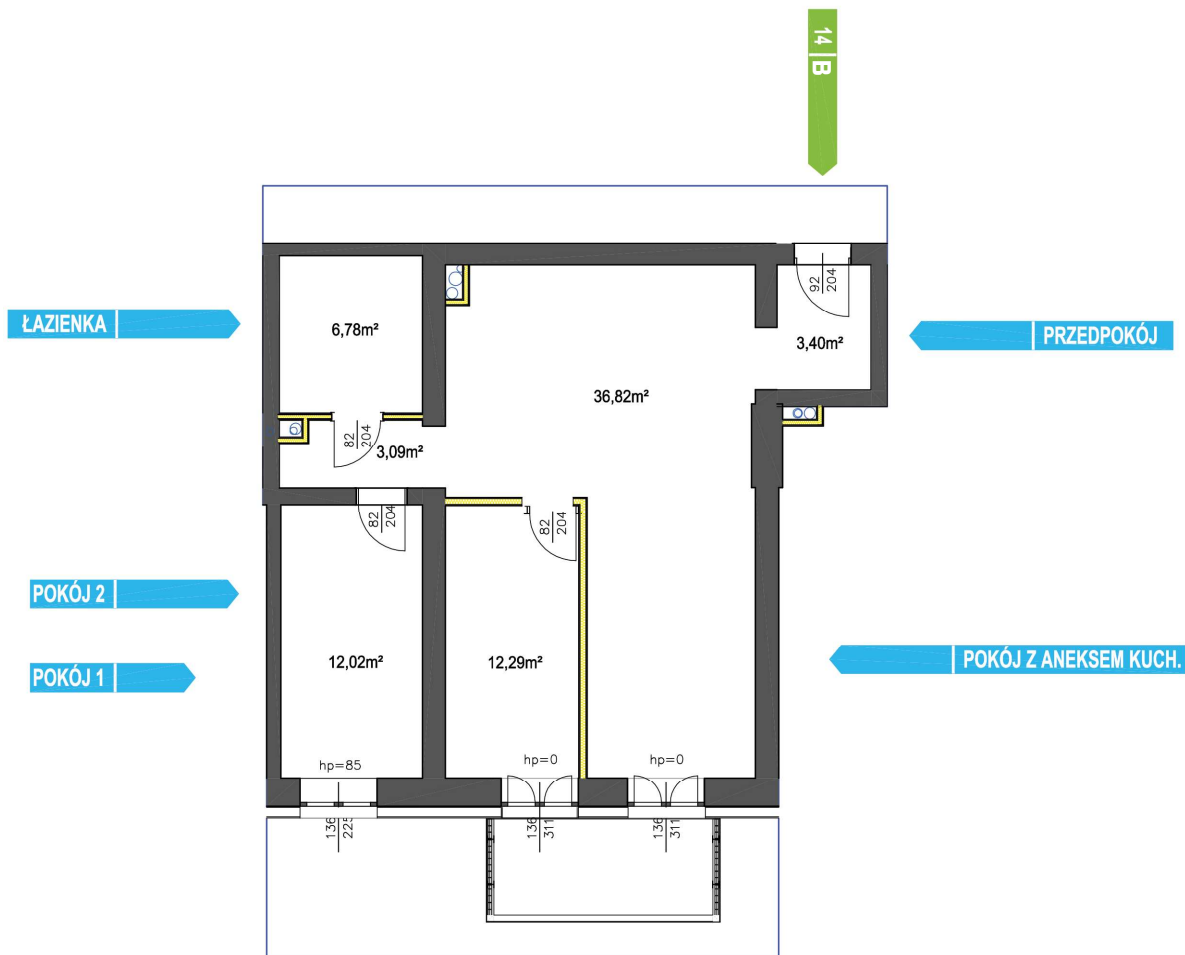 14 | B
ŁAZIENKA
6,78m²
92
204
3,40m²
PRZEDPOKÓJ
36,82m²
82
204
3,09m²
82
204
82
204
POKÓJ 2
POKÓJ 1
12,02m²
12,29m²
POKÓJ Z ANEKSEM KUCH.
hp=85
hp=0
hp=0
136
225
136
311
136
311